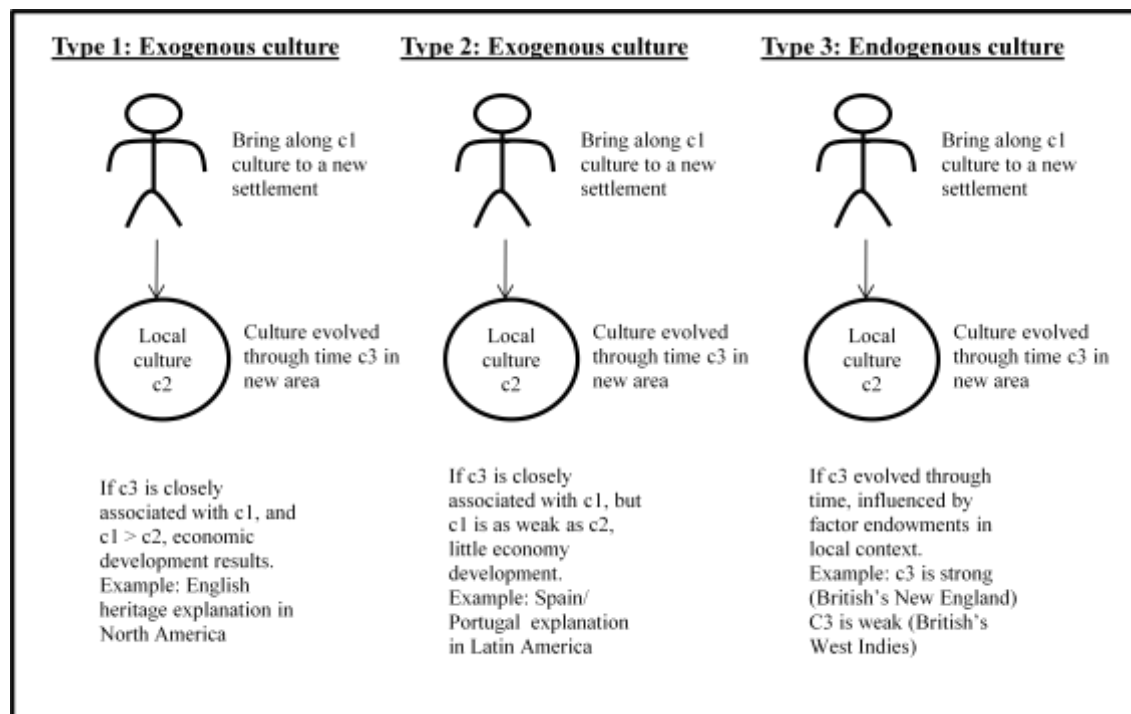 Type 1: Exogenous culture
Bring along c1
culture to a new
settlement
Local
culture
c2
Culture evolved
through time c3 in
new area
If c3 is closely
associated with c1, and
c1 > c2, economic
development results.
Example: English
heritage explanation in
North America
Type 2: Exogenous culture
Bring along c1
culture to a new
settlement
Local
culture
c2
Culture evolved
through time c3 in
new area
If c3 is closely
associated with c1, but
c1 is as weak as c2,
little economy
development.
Example: Spain/
Portugal explanation
in Latin America
Type 3: Endogenous culture
Bring along c1
culture to a new
settlement
Local
culture
c2
Culture evolved
through time c3 in
new area
If c3 evolved through
time, influenced by
factor endowments in
local context.
Example: c3 is strong
(British's New England)
C3 is weak (British's
West Indies)